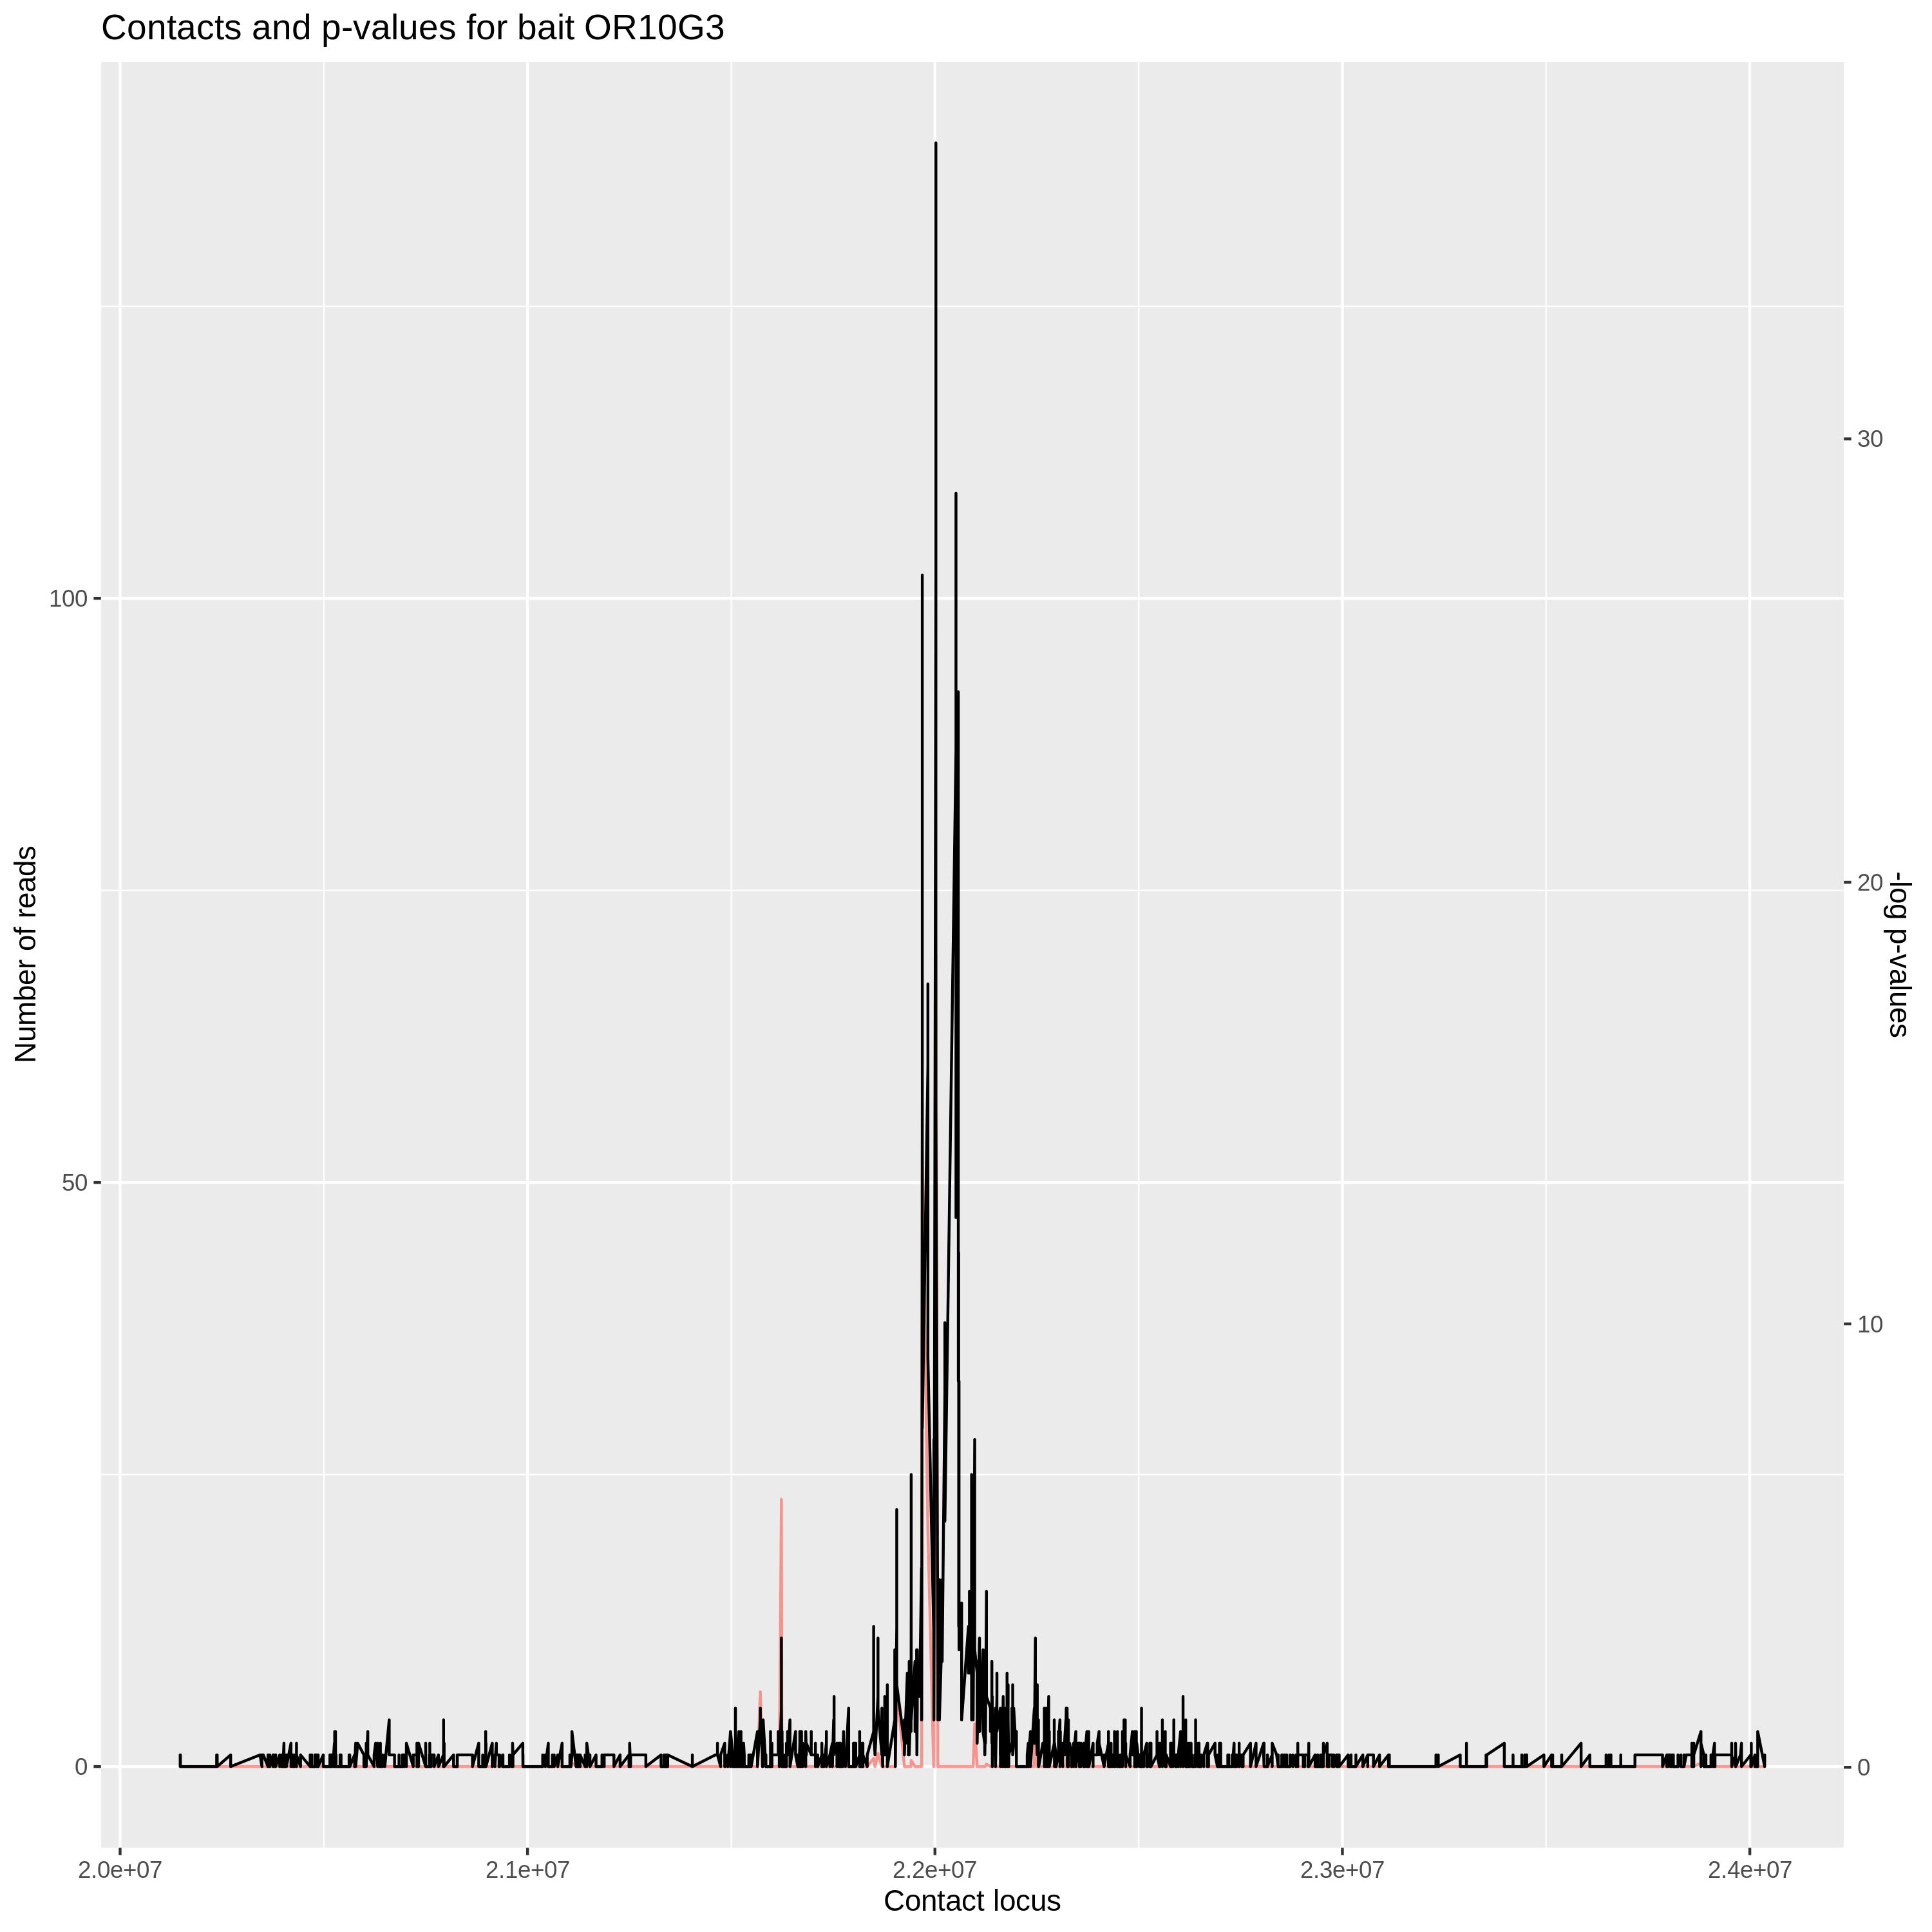 Contacts and p-values for bait OR10G3
Number of reads
100
50
0
30
20
10
0
-log p-values
2.0e+07
2.1e+07
2.2e+07
2.3e+07
2.4e+07
Contact locus